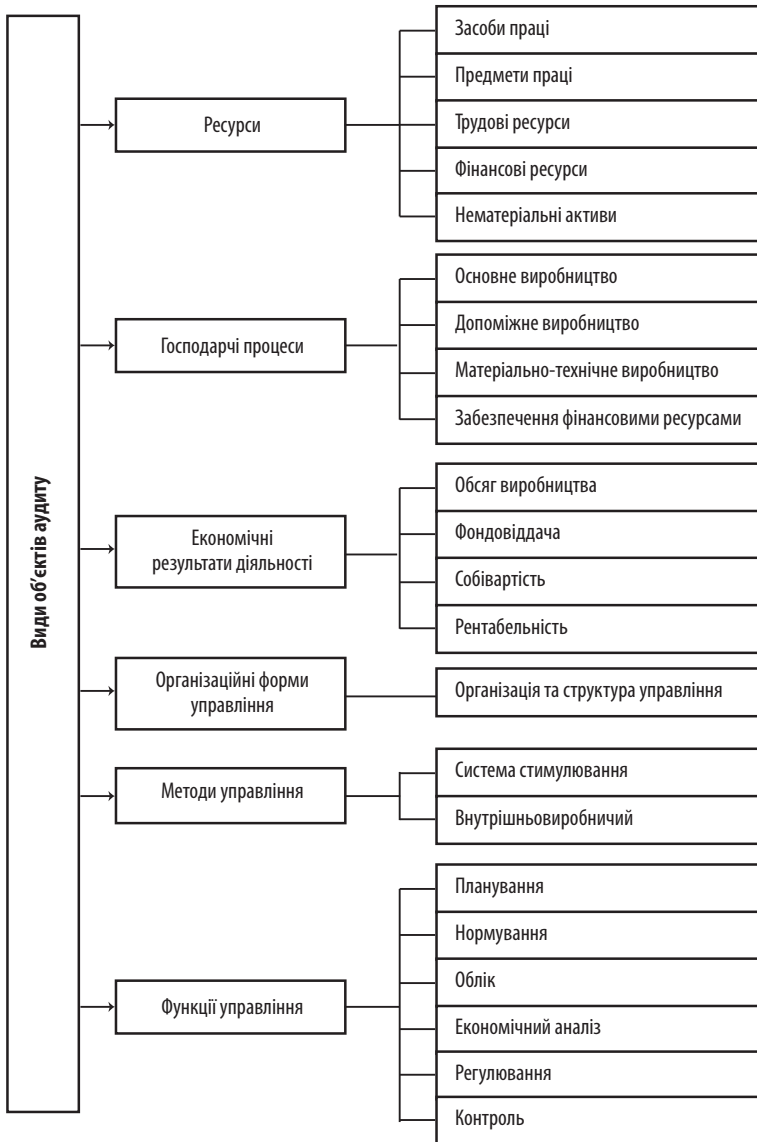 Види об’єктів аудиту
Ресурси
Засоби праці
Предмети праці
Трудові ресурси
Фінансові ресурси
Нематеріальні активи
Господарчі процеси
Основне виробництво
Допоміжне виробництво
Матеріально-технічне виробництво
Забезпечення фінансовими ресурсами
Економічні
результати діяльності
Обсяг виробництва
Фондовіддача
Собівартість
Рентабельність
Організаційні форми
управління
Організація та структура управління
Методи управління
Система стимулювання
Внутрішньовиробничий
Функції управління
Планування
Нормування
Облік
Економічний аналіз
Регулювання
Контроль